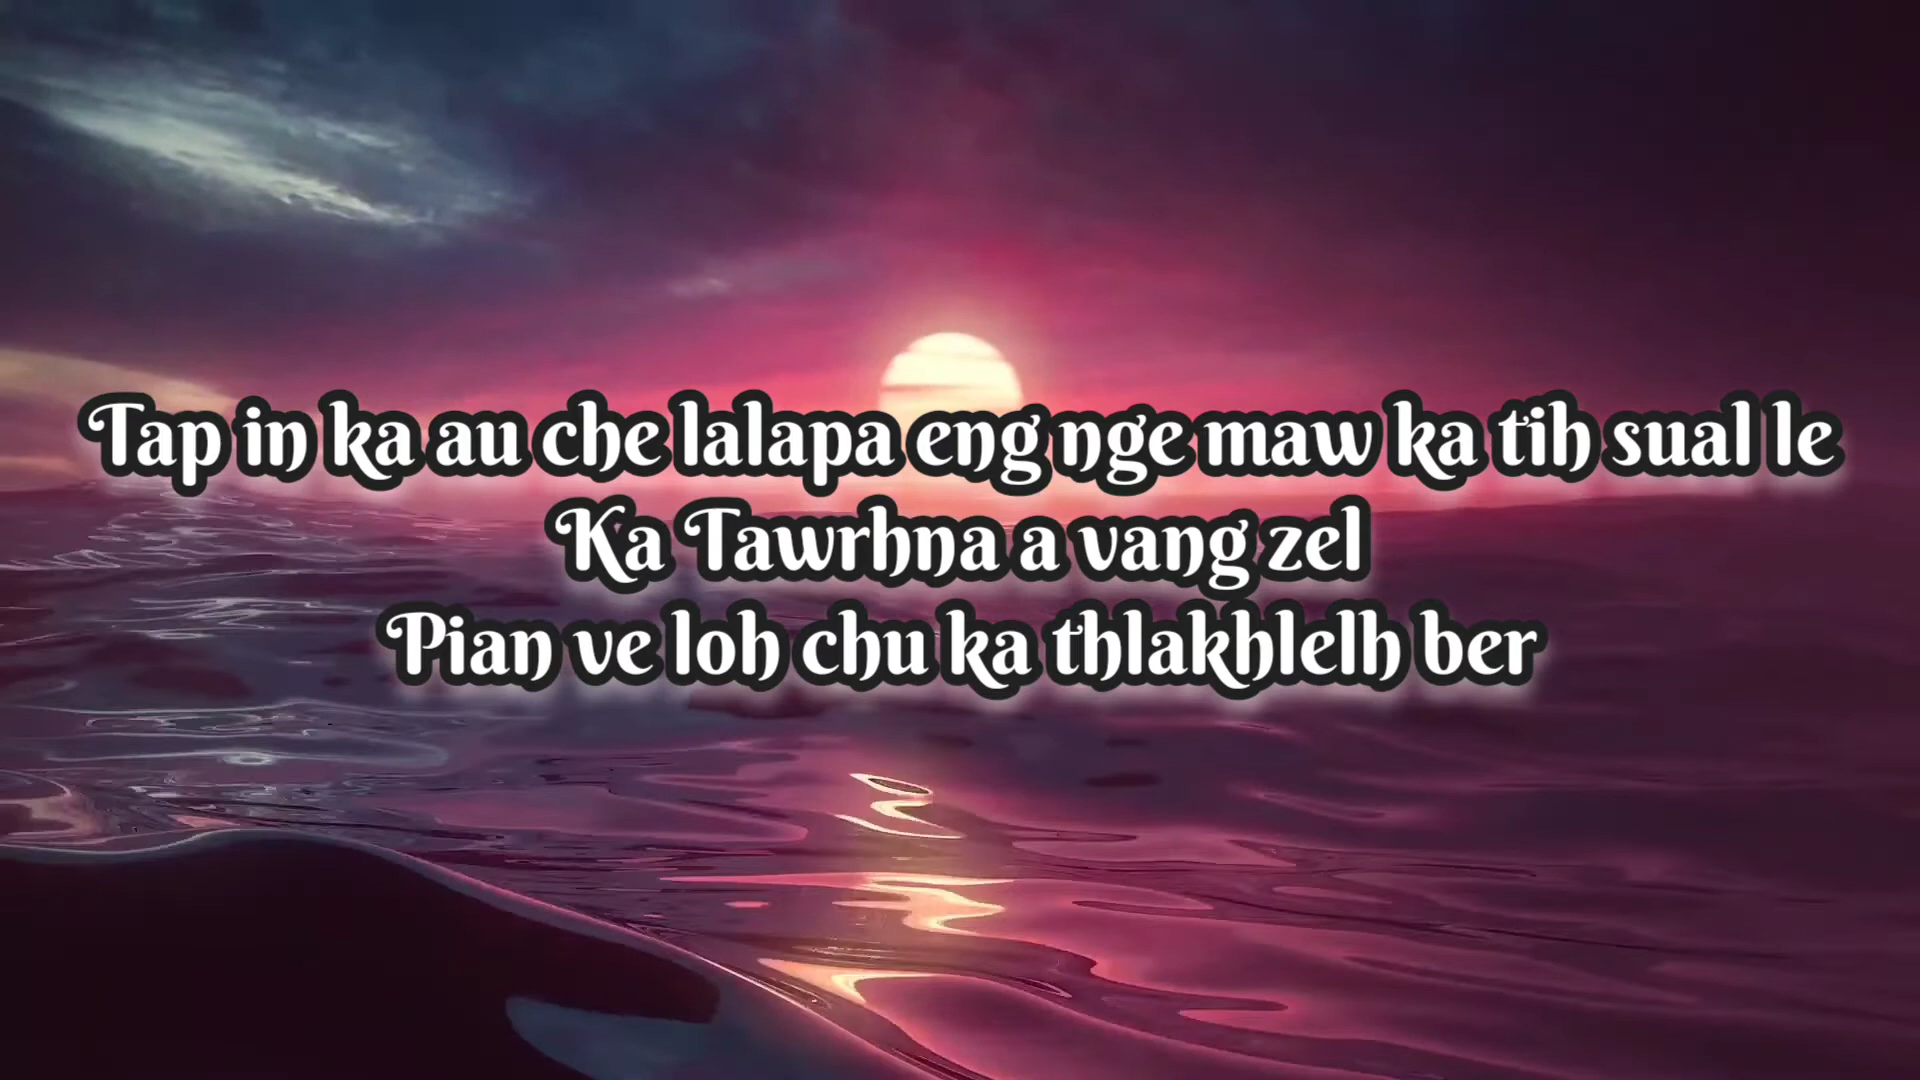 Tap in ka au che lalapa eng nge maw ka tih sual le
Ka Tawrhna a vang zel
Pian ve loh chu ka thlakhlelh ber